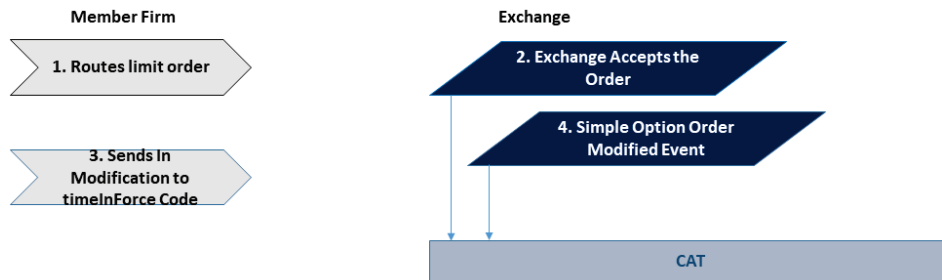 Member Firm
Exchange
1. Routes limit order
2. Exchange Accepts the
Order
3. Sends In
Modification to
timeInForce Code
4. Simple Option Order
Modified Event
CAT